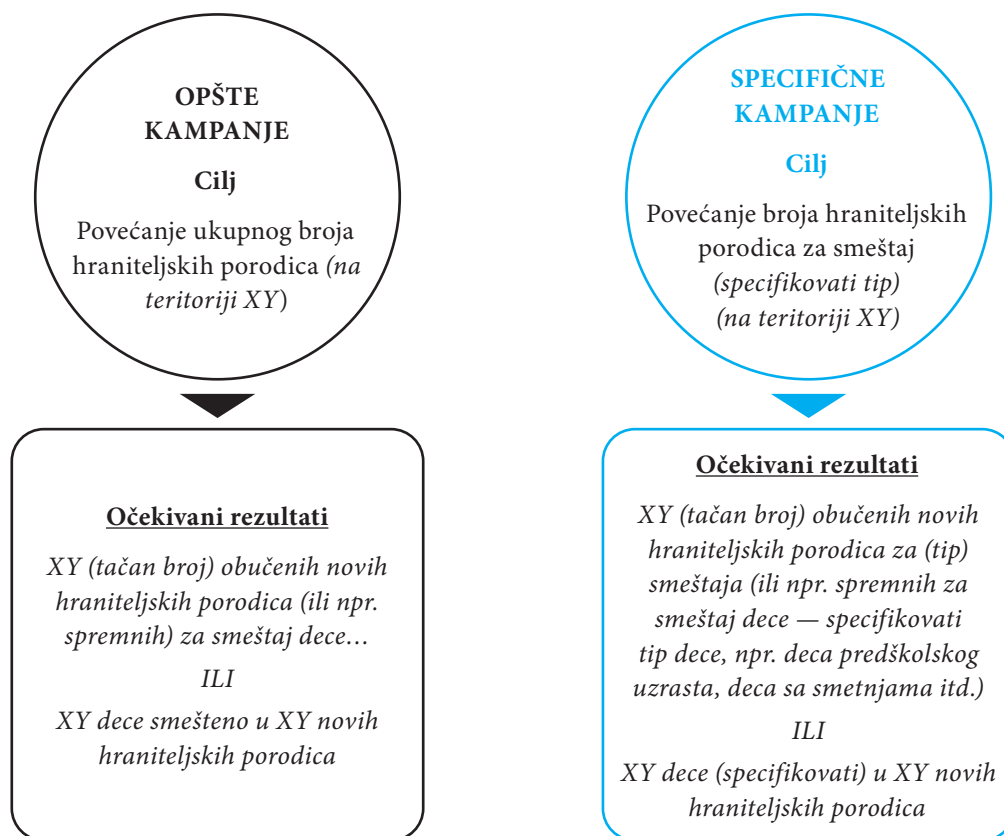 OPŠTE
KAMPANJE
Cilj
Povećanje ukupnog broja
hraniteljskih porodica (na
teritoriji XY)
Očekivani rezultati
XY (tačan broj) obučenih novih
hraniteljskih porodica (ili npr.
spremnih) za smeštaj dece...
ILI
XY dece smešteno u XY novih
hraniteljskih porodica
SPECIFIČNE
KAMPANJE
Cilj
Povećanje broja hraniteljskih
porodica za smeštaj
(specifikovati tip)
(na teritoriji XY)
Očekivani rezultati
XY (tačan broj) obučenih novih
hraniteljskih porodica za (tip)
smeštaja (ili npr. spremnih za
smeštaj dece — specifikovati
tip dece, npr. deca predškolskog
uzrasta, deca sa smetnjama itd.)
ILI
XY dece (specifikovati) u XY novih
hraniteljskih porodica